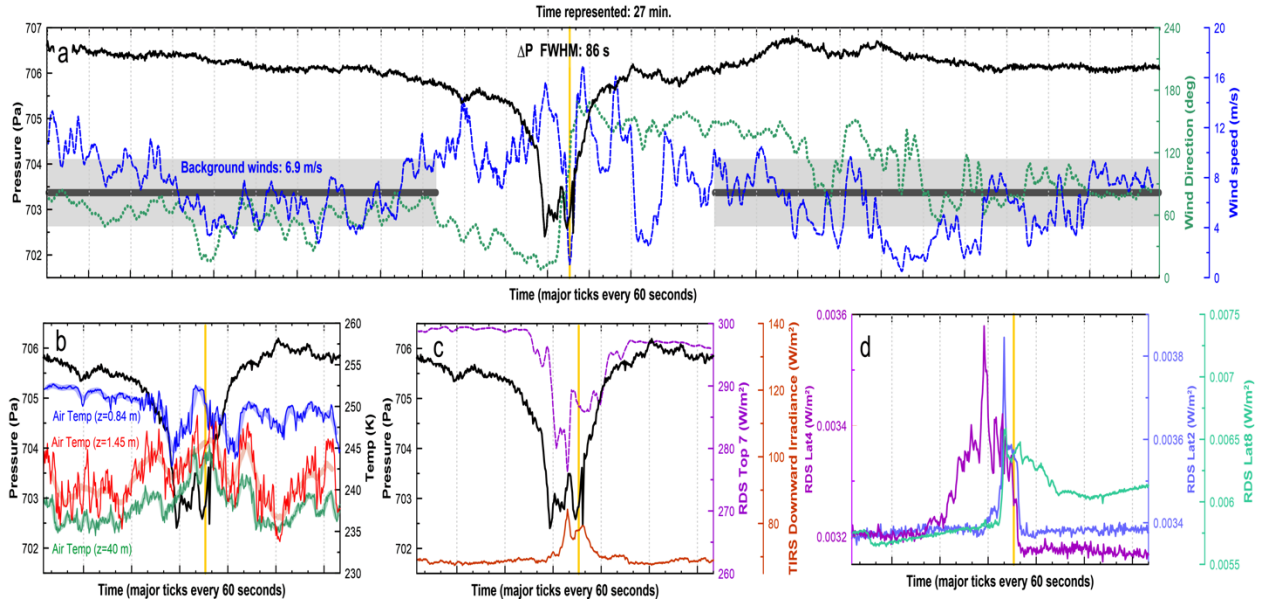 Time represented: 27 min.
a
ΔP FWHM: 86 s
Background winds: 6.9 m/s
707
706
705
704
703
702
Pressure (Pa)
240
180
120
60
0
Wind Direction (deg)
20
16
12
8
4
0
Wind speed (m/s)
Time (major ticks every 60 seconds)
b
706
705
704
703
702
Pressure (Pa)
Air Temp (z=0.84 m)
Air Temp (z=1.45 m)
Air Temp (z=40 m)
260
255
250
245
240
235
230
Temp (K)
Time (major ticks every 60 seconds)
c
706
705
704
703
702
Pressure (Pa)
300
295
290
285
280
275
270
265
260
RDS Top 7 (W/m²)
140
120
100
80
60
TIRS Downward Irradiance (W/m²)
Time (major ticks every 60 seconds)
d
0.0036
0.0034
0.0032
RDS Lat4 (W/m²)
0.0038
0.0036
0.0034
RDS Lat2 (W/m²)
0.0075
0.007
0.0065
0.006
0.0055
RDS Lat8 (W/m²)
Time (major ticks every 60 seconds)